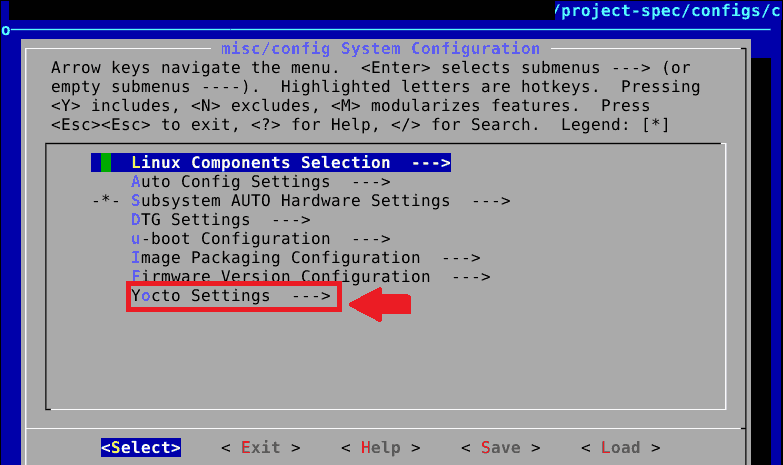 /project-spec/configs/c
o
misc/config System Configuration
Arrow keys navigate the menu.  <Enter> selects submenus ---> (or
empty submenus ----).  Highlighted letters are hotkeys.  Pressing
<Y> includes, <N> excludes, <M> modularizes features.  Press
<Esc><Esc> to exit, <?> for Help, </> for Search.  Legend: [*]
Linux Components Selection  --->
Auto Config Settings  --->
-*- Subsystem AUTO Hardware Settings  --->
DTG Settings  --->
u-boot Configuration  --->
Image Packaging Configuration  --->
Firmware Version Configuration  --->
Yocto Settings  --->
<Select>    < Exit >    < Help >    < Save >    < Load >